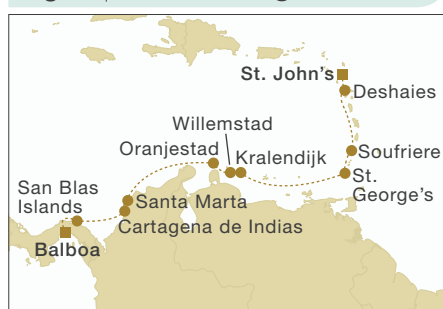 St. John's
Deshaies
Willemstad
Oranjestad
Kralendijk
Soufriere
St.
George's
San Blas
Islands
Santa Marta
Cartagena de Indias
Balboa